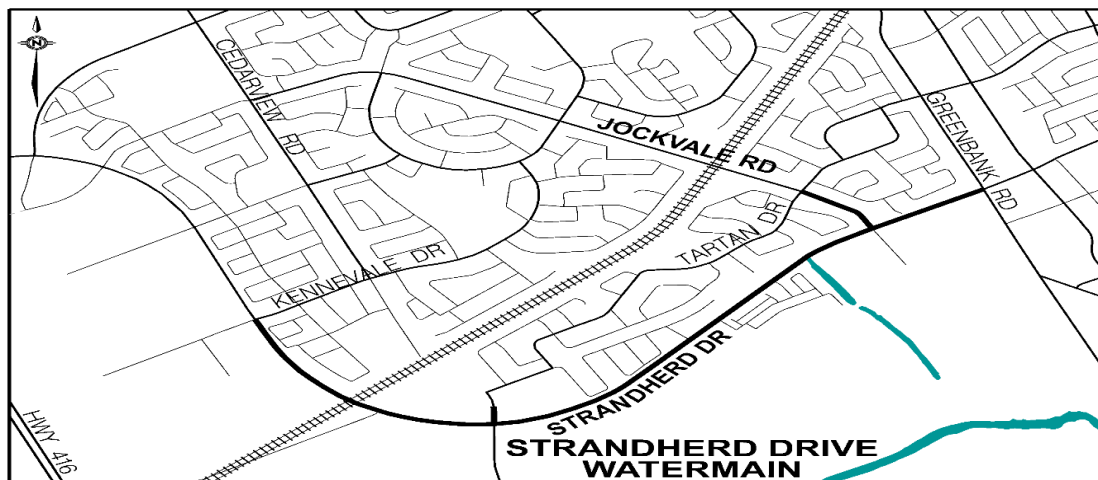 N
CEDARVIEW RD
JOCKVALE RD
GREENBANK RD
TARTAN DR
KENNEVALE DR
STRANDHERD DR
HWY 416
STRANDHERD DRIVE
WATERMAIN